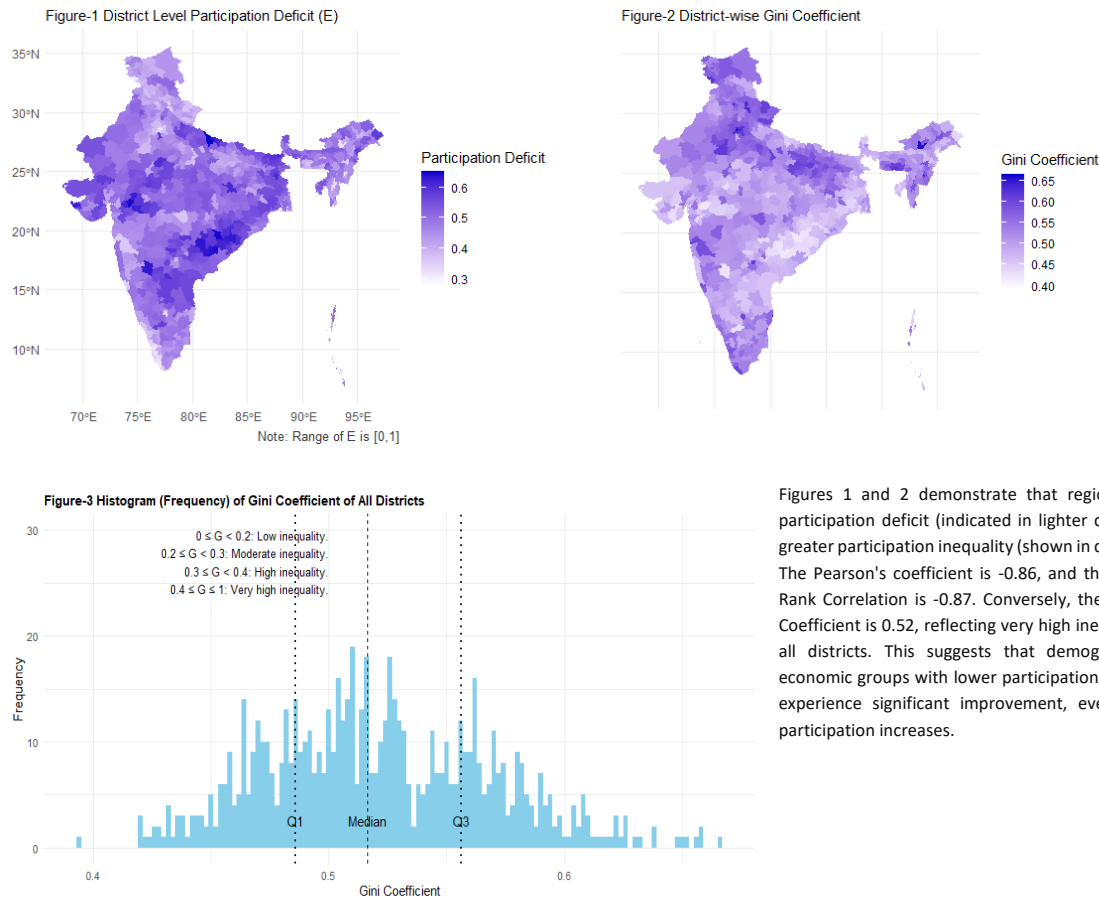 Figure-1 District Level Participation Deficit (E)
35°N
30°N
25°N
20°N
15°N
10°N
70°E 75°E 80°E 85°E 90°E 95°E
Note: Range of E is [0,1]
Participation Deficit
0.6
0.5
0.4
0.3
Figure-2 District-wise Gini Coefficient
Gini Coefficient
0.65
0.60
0.55
0.50
0.45
0.40
Figure-3 Histogram (Frequency) of Gini Coefficient of All Districts
0 ≤ G < 0.2: Low inequality.
0.2 ≤ G < 0.3: Moderate inequality.
0.3 ≤ G < 0.4: High inequality.
0.4 ≤ G ≤ 1: Very high inequality.
30
20
10
0
Frequency
Q1 Median Q3
0.4 0.5 0.6
Gini Coefficient
Figures 1 and 2 demonstrate that
participation deficit (indicated in lighter
greater participation inequality (shown in
The Pearson's coefficient is -0.86, and
Rank Correlation is -0.87. Conversely,
Coefficient is 0.52, reflecting very high
all districts. This suggests that
economic groups with lower participation
experience significant improvement,
participation increases.